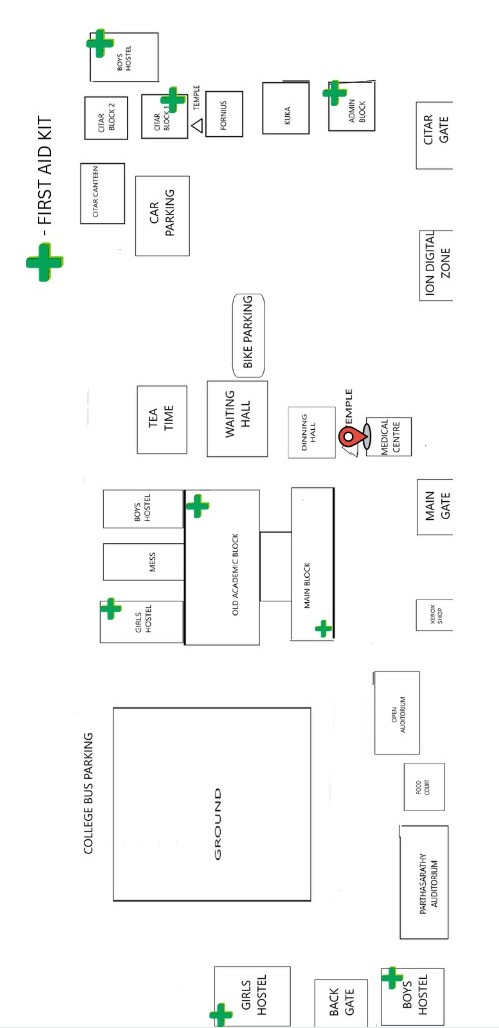 - FIRST AID KIT
BOYS
HOSTEL
CITAR
BLOCK 2
CITAR
BLOCK 1
TEMPLE
FORNIUS
KUKA
ADMIN
BLOCK
CITAR
GATE
CITAR CANTEEN
CAR
PARKING
ION DIGITAL
ZONE
BIKE PARKING
TEA
TIME
WAITING
HALL
DINNING
HALL
TEMPLE
MEDICAL
CENTRE
BOYS
HOSTEL
MESS
GIRLS
HOSTEL
OLD ACADEMIC BLOCK
MAIN BLOCK
MAIN
GATE
XEROX
SHOP
COLLEGE BUS PARKING
GROUND
OPEN
AUDITORIUM
FOOD
COURT
PARTHASARATHY
AUDITORIUM
GIRLS
HOSTEL
BACK
GATE
BOYS
HOSTEL